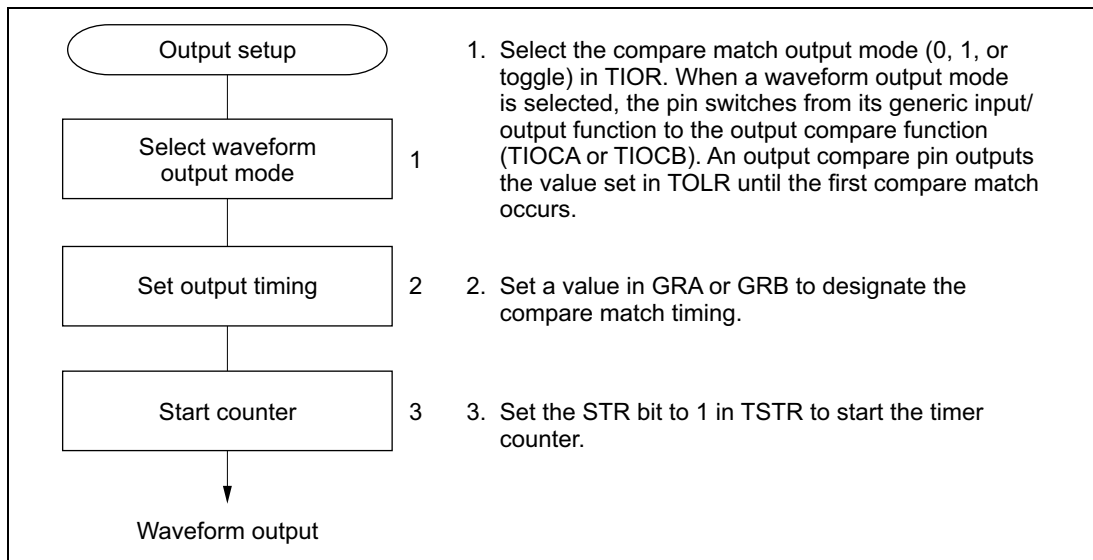 Output setup
Select waveform
output mode
1
Set output timing
2
Start counter
3
Waveform output
1. Select the compare match output mode (0, 1, or
toggle) in TIOR. When a waveform output mode
is selected, the pin switches from its generic input/
output function to the output compare function
(TIOCA or TIOCB). An output compare pin outputs
the value set in TOLR until the first compare match
occurs.
2. Set a value in GRA or GRB to designate the
compare match timing.
3. Set the STR bit to 1 in TSTR to start the timer
counter.